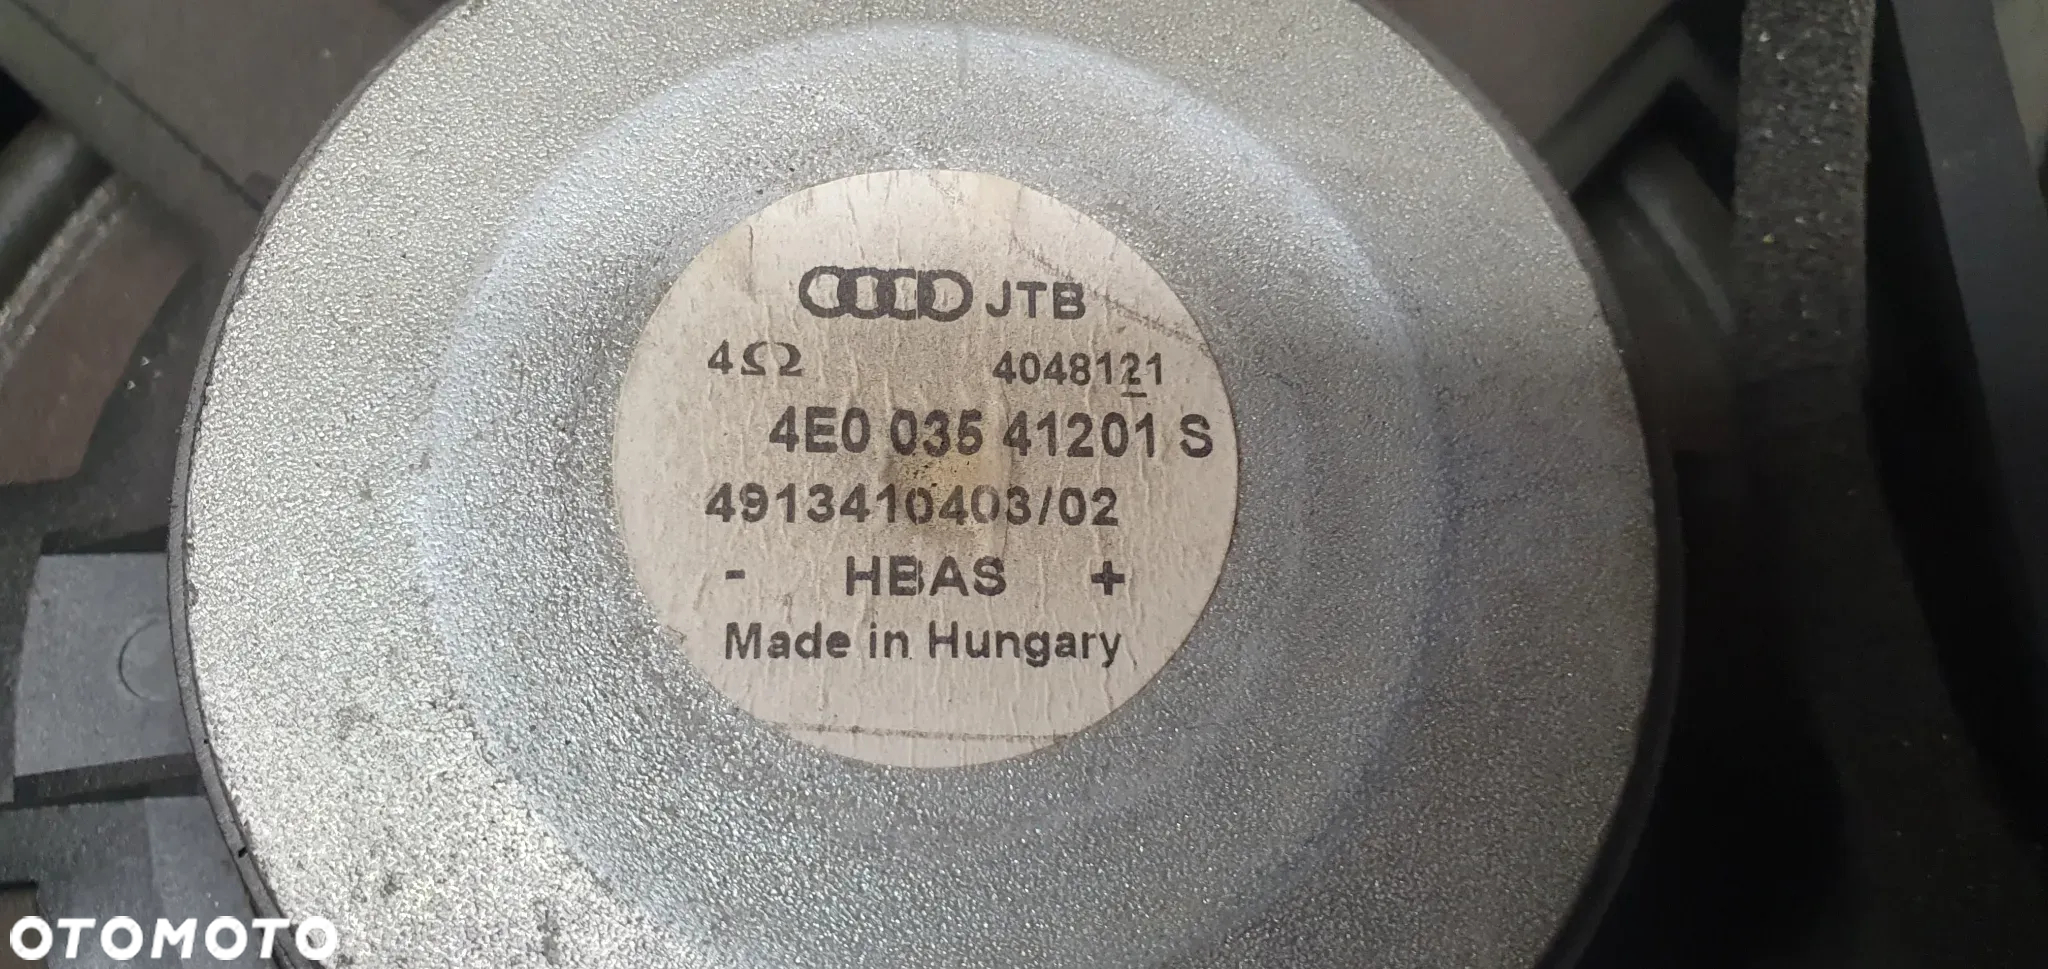 JTB
4Ω 4048121
4E0 035 41201 S
4913410403/02
- HBAS +
Made in Hungary
OTOMOTO